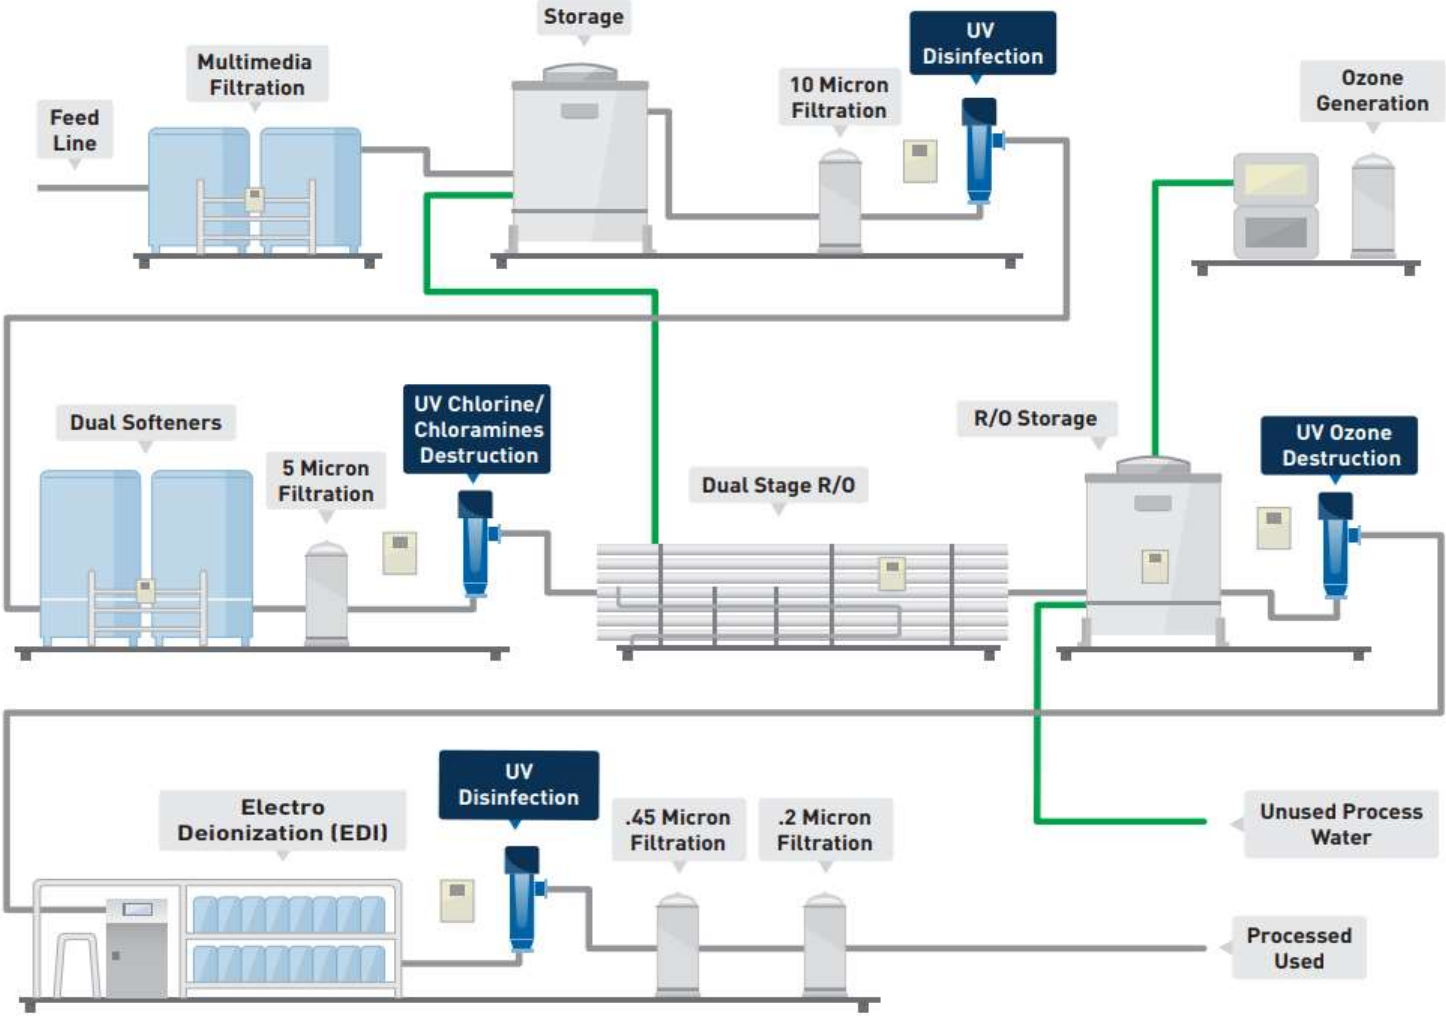 Storage
UV
Disinfection
Multimedia
Filtration
10 Micron
Filtration
Ozone
Generation
Feed
Line
UV Chlorine/
Chloramines
Destruction
R/O Storage
UV Ozone
Destruction
Dual Softeners
5 Micron
Filtration
Dual Stage R/O
UV
Disinfection
Electro
Deionization (EDI)
.45 Micron
Filtration
.2 Micron
Filtration
Unused Process
Water
Processed
Used